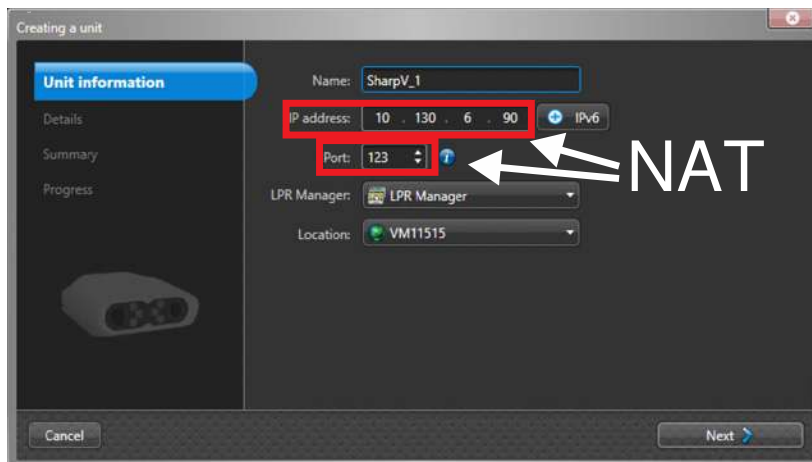 Creating a unit
Unit information
Details
Summary
Progress
Name: SharpV_1
IP address: 10 . 130 . 6 . 90 IPv6
Port: 123
NAT
LPR Manager: LPR Manager
Location: VM11515
Cancel
Next